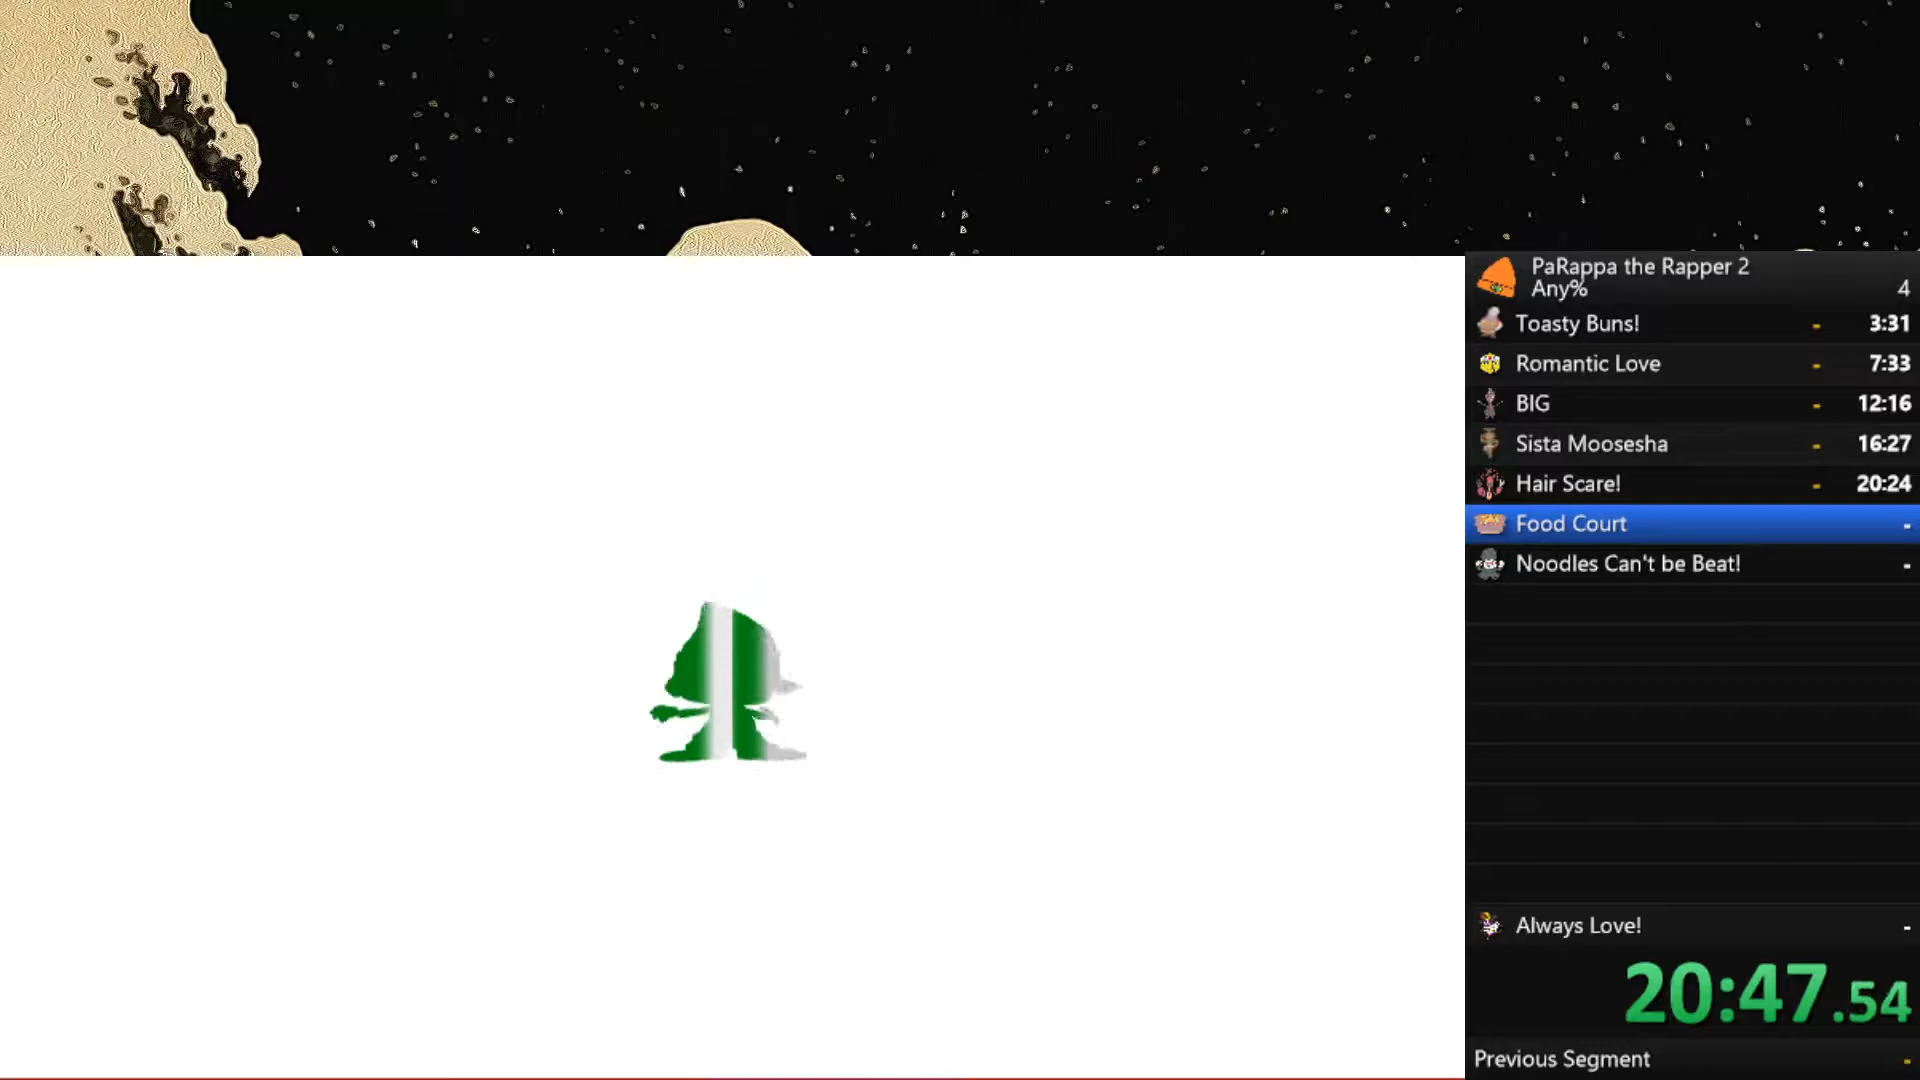 PaRappa the Rapper 2
Any% 4
Toasty Buns! - 3:31
Romantic Love - 7:33
BIG - 12:16
Sista Moosesha - 16:27
Hair Scare! - 20:24
Food Court -
Noodles Can't be Beat! -
Always Love! -
20:47.54
Previous Segment -